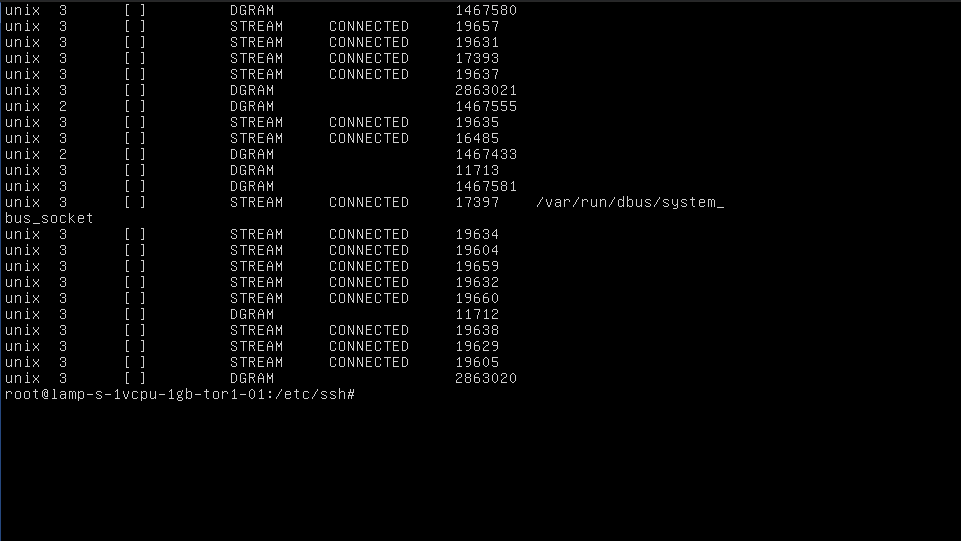 unix  3      [ ]         DGRAM                    1467580
unix  3      [ ]         STREAM     CONNECTED     19657
unix  3      [ ]         STREAM     CONNECTED     19631
unix  3      [ ]         STREAM     CONNECTED     17393
unix  3      [ ]         STREAM     CONNECTED     19637
unix  3      [ ]         DGRAM                    2863021
unix  2      [ ]         DGRAM                    1467555
unix  3      [ ]         STREAM     CONNECTED     19635
unix  3      [ ]         STREAM     CONNECTED     16485
unix  2      [ ]         DGRAM                    1467433
unix  3      [ ]         DGRAM                    11713
unix  3      [ ]         DGRAM                    1467581
unix  3      [ ]         STREAM     CONNECTED     17397    /var/run/dbus/system_
bus_socket
unix  3      [ ]         STREAM     CONNECTED     19634
unix  3      [ ]         STREAM     CONNECTED     19604
unix  3      [ ]         STREAM     CONNECTED     19659
unix  3      [ ]         STREAM     CONNECTED     19632
unix  3      [ ]         STREAM     CONNECTED     19660
unix  3      [ ]         DGRAM                    11712
unix  3      [ ]         STREAM     CONNECTED     19638
unix  3      [ ]         STREAM     CONNECTED     19629
unix  3      [ ]         STREAM     CONNECTED     19605
unix  3      [ ]         DGRAM                    2863020
root@lamp-s-1vcpu-1gb-tor1-01:/etc/ssh#